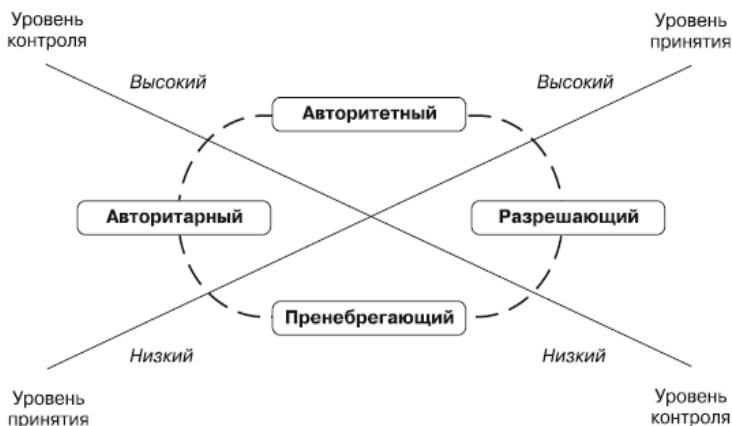 Уровень
контроля
Уровень
принятия
Высокий
Высокий
Авторитетный
Авторитарный
Разрешающий
Пренебрегающий
Низкий
Низкий
Уровень
принятия
Уровень
контроля